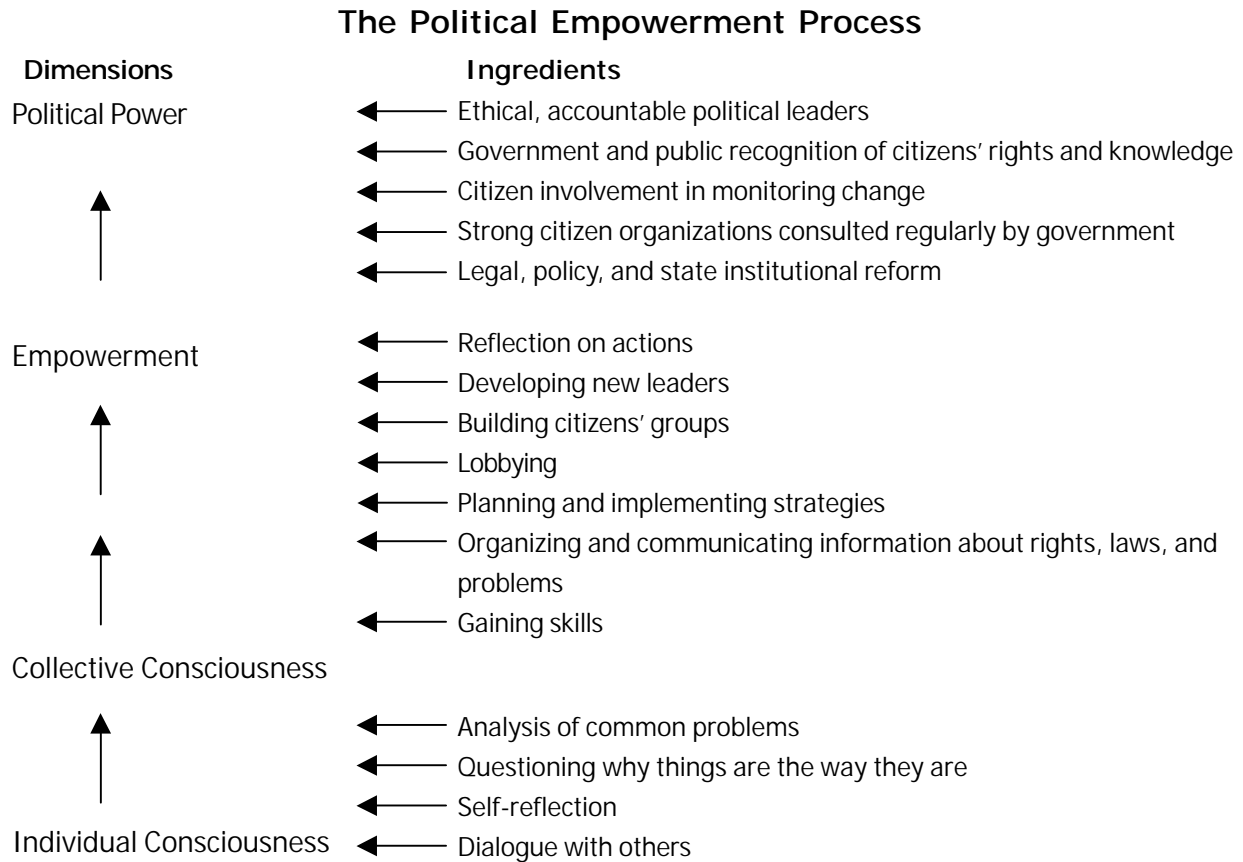 The Political Empowerment Process
Dimensions Ingredients
Political Power Ethical, accountable political leaders
Government and public recognition of citizens’ rights and knowledge
Citizen involvement in monitoring change
Strong citizen organizations consulted regularly by government
Legal, policy, and state institutional reform
Empowerment Reflection on actions
Developing new leaders
Building citizens’ groups
Lobbying
Planning and implementing strategies
Organizing and communicating information about rights, laws, and
problems
Gaining skills
Collective Consciousness
Analysis of common problems
Questioning why things are the way they are
Self-reflection
Individual Consciousness Dialogue with others